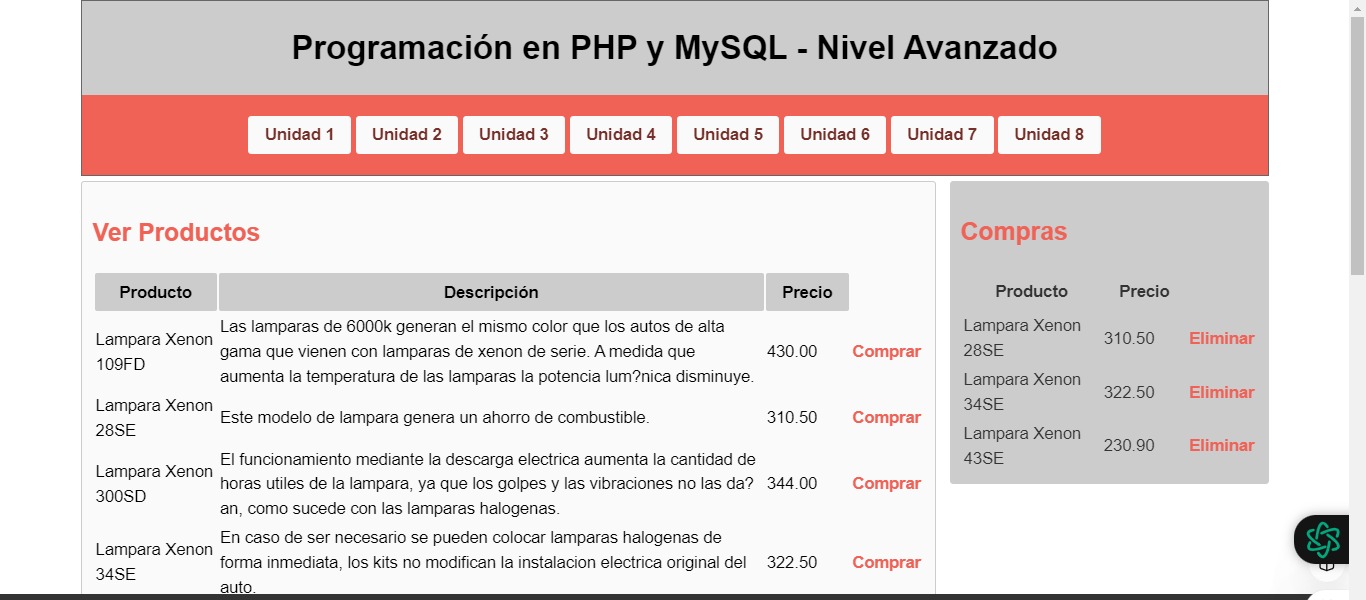 Programación en PHP y MySQL - Nivel Avanzado
Unidad 1 Unidad 2 Unidad 3 Unidad 4 Unidad 5 Unidad 6 Unidad 7 Unidad 8
Ver Productos
Producto Descripción Precio
Lampara Xenon
109FD
Las lamparas de 6000k generan el mismo color que los autos de alta
gama que vienen con lamparas de xenon de serie. A medida que
aumenta la temperatura de las lamparas la potencia lum?nica disminuye.
430.00 Comprar
Lampara Xenon
28SE
Este modelo de lampara genera un ahorro de combustible.
310.50 Comprar
Lampara Xenon
300SD
El funcionamiento mediante la descarga electrica aumenta la cantidad de
horas utiles de la lampara, ya que los golpes y las vibraciones no las da?
an, como sucede con las lamparas halogenas.
344.00 Comprar
Lampara Xenon
34SE
En caso de ser necesario se pueden colocar lamparas halogenas de
forma inmediata, los kits no modifican la instalacion electrica original del
auto.
322.50 Comprar
Compras
Producto Precio
Lampara Xenon
28SE
310.50 Eliminar
Lampara Xenon
34SE
322.50 Eliminar
Lampara Xenon
43SE
230.90 Eliminar